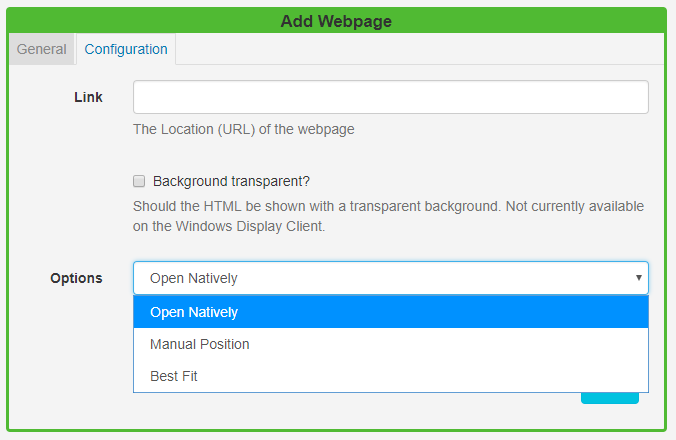 Add Webpage
General Configuration
Link
The Location (URL) of the webpage
Background transparent?
Should the HTML be shown with a transparent background. Not currently available
on the Windows Display Client.
Options Open Natively
Open Natively
Manual Position
Best Fit